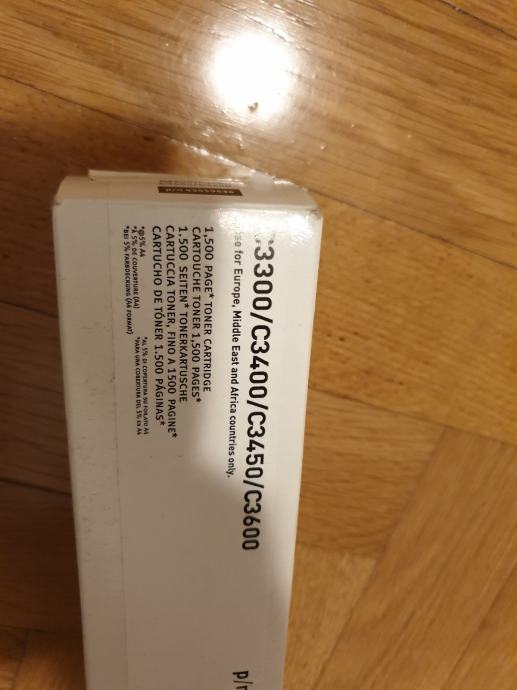 C3300/C3400/C3450/C3600
Use for Europe, Middle East and Africa countries only.
1,500 PAGE* TONER CARTRIDGE
CARTOUCHE TONER 1,500 PAGES*
1.500 SEITEN* TONERKARTUSCHE
CARTUCCIA TONER, FINO A 1500 PAGINE*
CARTUCHO DE TÓNER 1.500 PÁGINAS*
*@5% A4
*À 5% DE COUVERTURE (A4)
*BEI 5% FARBDECKUNG (A4 FORMAT)
*AL 5% DI COPERTURA SU FOGLIO A4
*PARA UNA COBERTURA DEL 5% EN A4